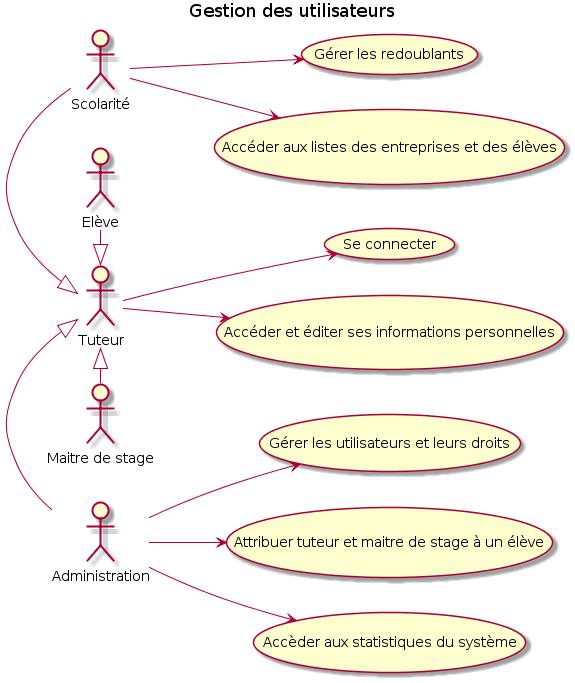 Gestion des utilisateurs
Gérer les redoublants
Scolarité
Accéder aux listes des entreprises et des élèves
Elève
Se connecter
Accéder et éditer ses informations personnelles
Tuteur
Gérer les utilisateurs et leurs droits
Maitre de stage
Attribuer tuteur et maitre de stage à un élève
Administration
Accèder aux statistiques du système